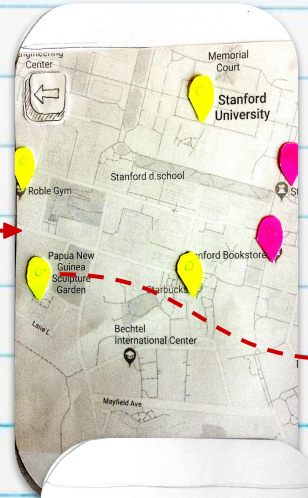 Center
Memorial
Court
Stanford
University
Stanford d.school
Roble Gym
Papua New
Guinea
Sculpture
Garden
Starbucks
nford Bookstore
Bechtel
International Center
Mayfield Ave